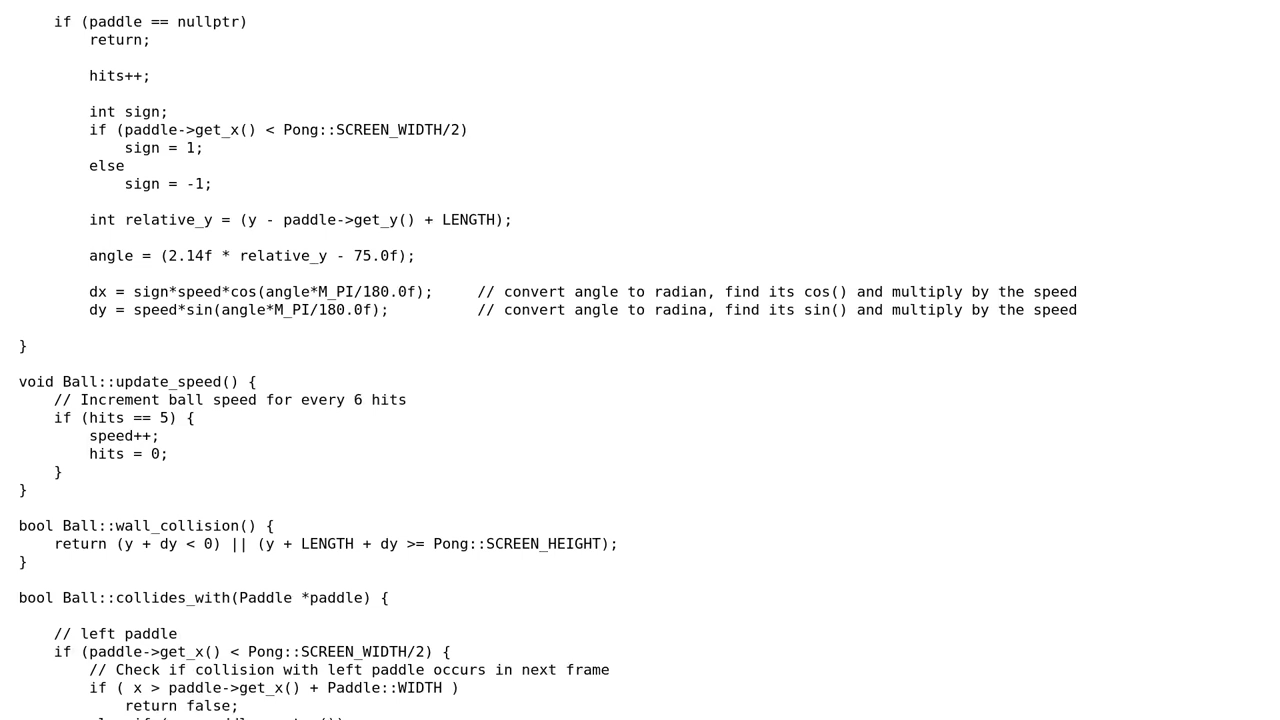 if (paddle == nullptr)
        return;

        hits++;

        int sign;
        if (paddle->get_x() < Pong::SCREEN_WIDTH/2)
            sign = 1;
        else
            sign = -1;

        int relative_y = (y - paddle->get_y() + LENGTH);

        angle = (2.14f * relative_y - 75.0f);

        dx = sign*speed*cos(angle*M_PI/180.0f);     // convert angle to radian, find its cos() and multiply by the speed
        dy = speed*sin(angle*M_PI/180.0f);          // convert angle to radina, find its sin() and multiply by the speed

}

void Ball::update_speed() {
    // Increment ball speed for every 6 hits
    if (hits == 5) {
        speed++;
        hits = 0;
    }
}

bool Ball::wall_collision() {
    return (y + dy < 0) || (y + LENGTH + dy >= Pong::SCREEN_HEIGHT);
}

bool Ball::collides_with(Paddle *paddle) {

    // left paddle
    if (paddle->get_x() < Pong::SCREEN_WIDTH/2) {
        // Check if collision with left paddle occurs in next frame
        if ( x > paddle->get_x() + Paddle::WIDTH )
            return false;